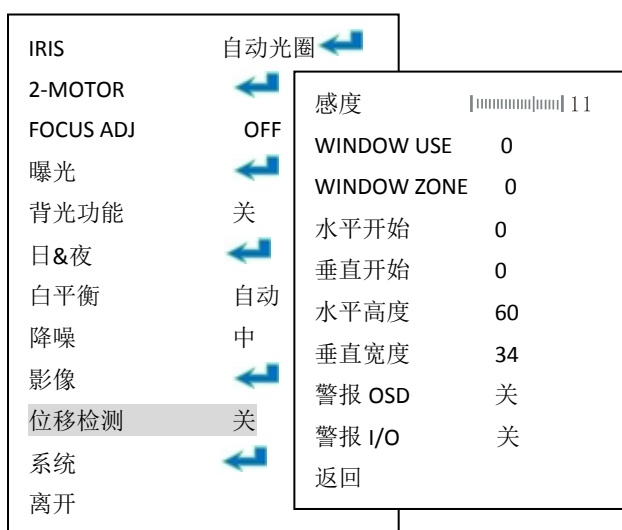 IRIS 自动光圈
2-MOTOR
FOCUS ADJ OFF
曝光
背光功能 关
日&夜
白平衡 自动
降噪 中
影像
位移检测 关
系统
离开
感度 11
WINDOW USE 0
WINDOW ZONE 0
水平开始 0
垂直开始 0
水平高度 60
垂直宽度 34
警报 OSD 关
警报 I/O 关
返回